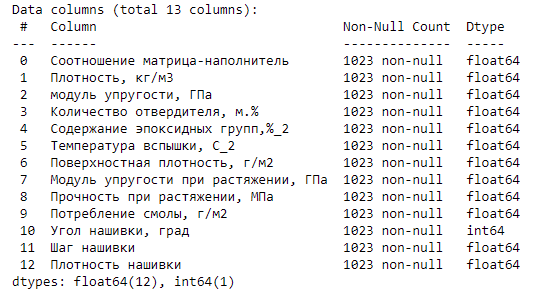 Data columns (total 13 columns):
 #   Column                                Non-Null Count  Dtype
---  ------                                --------------  -----
 0   Соотношение матрица-наполнитель       1023 non-null   float64
 1   Плотность, кг/м3                      1023 non-null   float64
 2   модуль упругости, ГПа                 1023 non-null   float64
 3   Количество отвердителя, м.%           1023 non-null   float64
 4   Содержание эпоксидных групп,%_2       1023 non-null   float64
 5   Температура вспышки, С_2              1023 non-null   float64
 6   Поверхностная плотность, г/м2         1023 non-null   float64
 7   Модуль упругости при растяжении, ГПа  1023 non-null   float64
 8   Прочность при растяжении, МПа         1023 non-null   float64
 9   Потребление смолы, г/м2               1023 non-null   float64
 10  Угол нашивки, град                    1023 non-null   int64
 11  Шаг нашивки                           1023 non-null   float64
 12  Плотность нашивки                     1023 non-null   float64
dtypes: float64(12), int64(1)